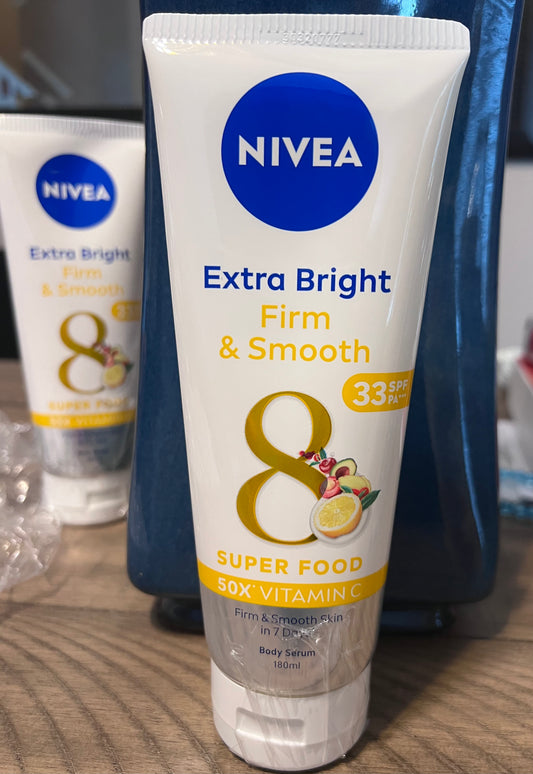 NIVEA
Extra Bright
Firm
& Smooth
33 SPF
PA+++
8
SUPER FOOD
50X* VITAMIN C
Firm & Smooth Skin
in 7 Days
Body Serum
180ml
NIVEA
Extra Bright
Firm
& Smooth
33
8
SUPER FOOD
50X VITAMIN C